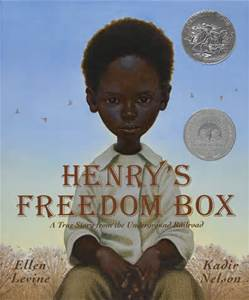 HENRY'S
FREEDOM BOX
A True Story from the Underground Railroad
Ellen Kadir
Levine Nelson